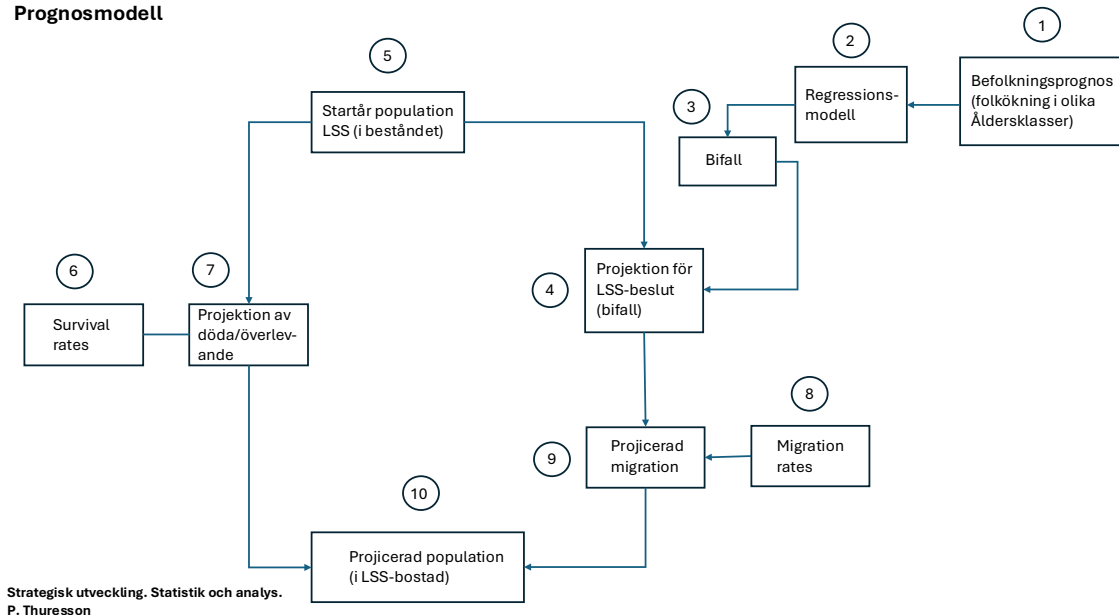 Prognosmodell
1
2
5
Befolkningsprognos
(folkökning i olika
Åldersklasser)
Regressions-
modell
3
Startår population
LSS (i beståndet)
Bifall
6
7
4
Projektion för
LSS-beslut
(bifall)
Survival
rates
Projektion av
döda/överlev-
ande
8
9
Projicerad
migration
Migration
rates
10
Projicerad population
(i LSS-bostad)
Strategisk utveckling. Statistik och analys.
P. Thuresson